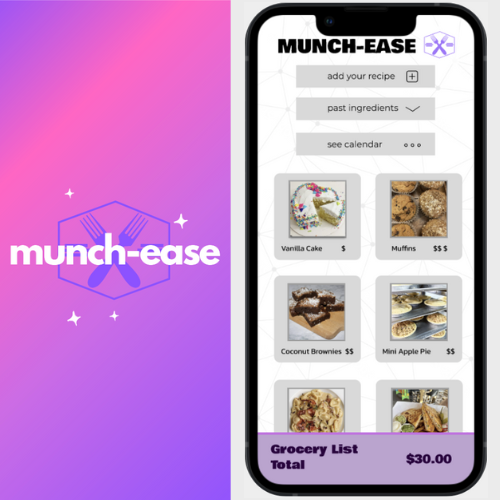 munch-ease
MUNCH-EASE
add your recipe
past ingredients
see calendar
Vanilla Cake $
Muffins $$ $
Coconut Brownies $$
Mini Apple Pie $$
Grocery List
Total
$30.00